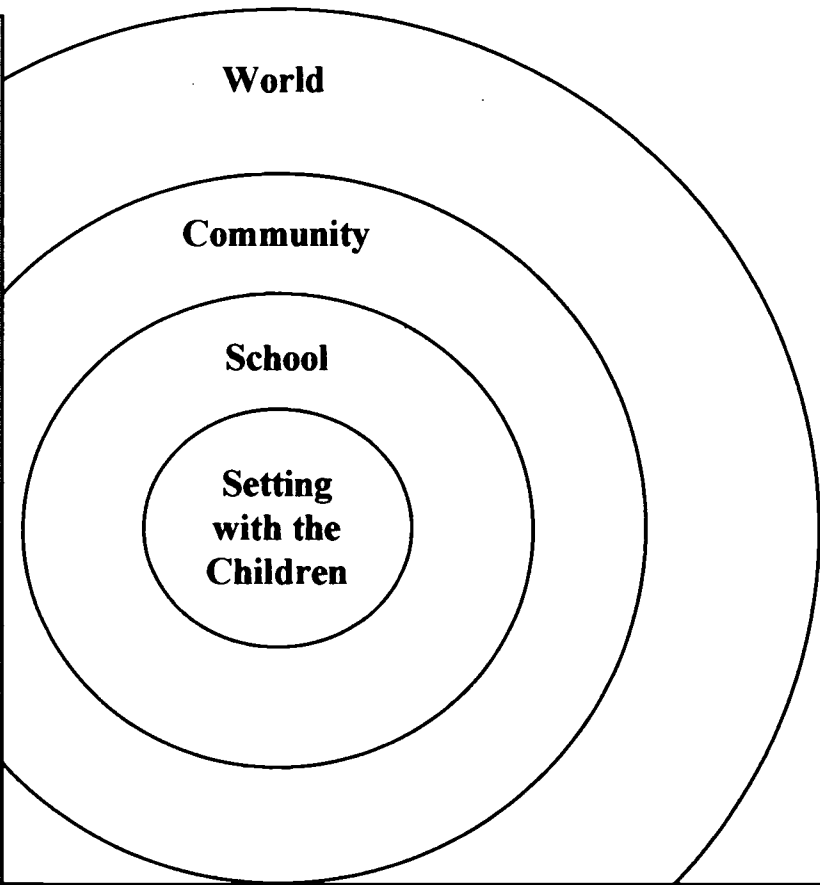 World
Community
School
Setting
with the
Children